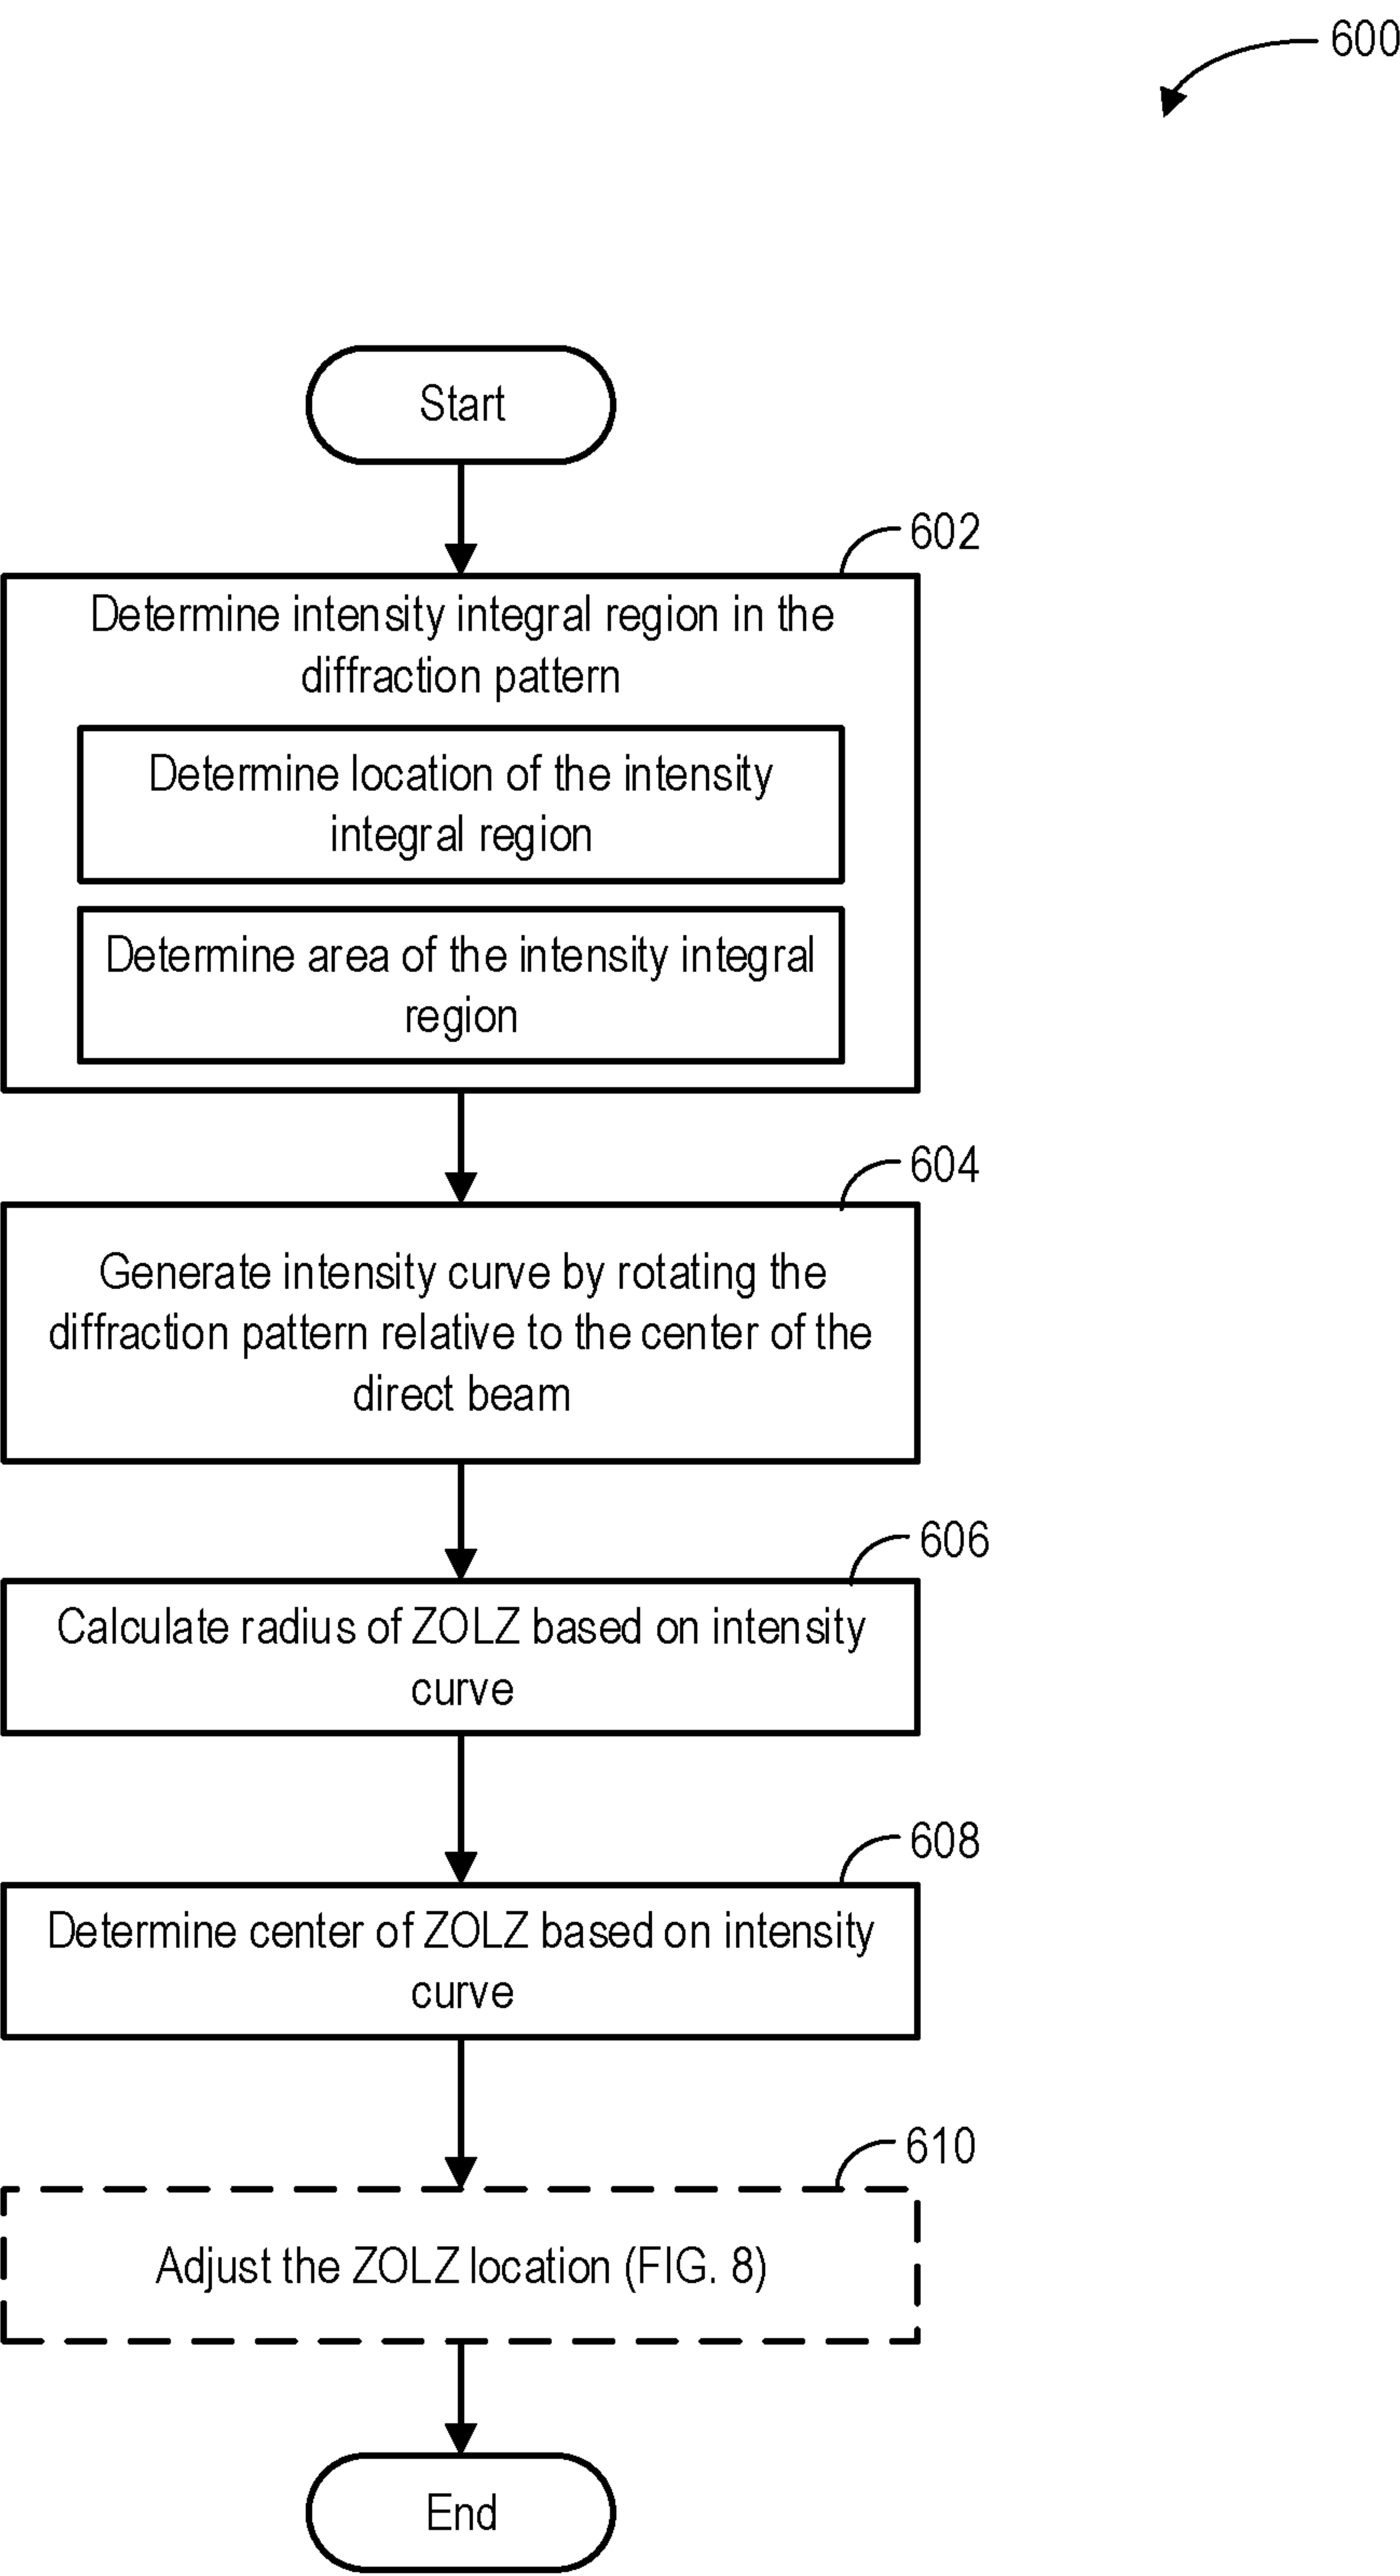 600
Start
602
Determine intensity integral region in the
diffraction pattern
Determine location of the intensity
integral region
Determine area of the intensity integral
region
604
Generate intensity curve by rotating the
diffraction pattern relative to the center of the
direct beam
606
Calculate radius of ZOLZ based on intensity
curve
608
Determine center of ZOLZ based on intensity
curve
610
Adjust the ZOLZ location (FIG. 8)
End